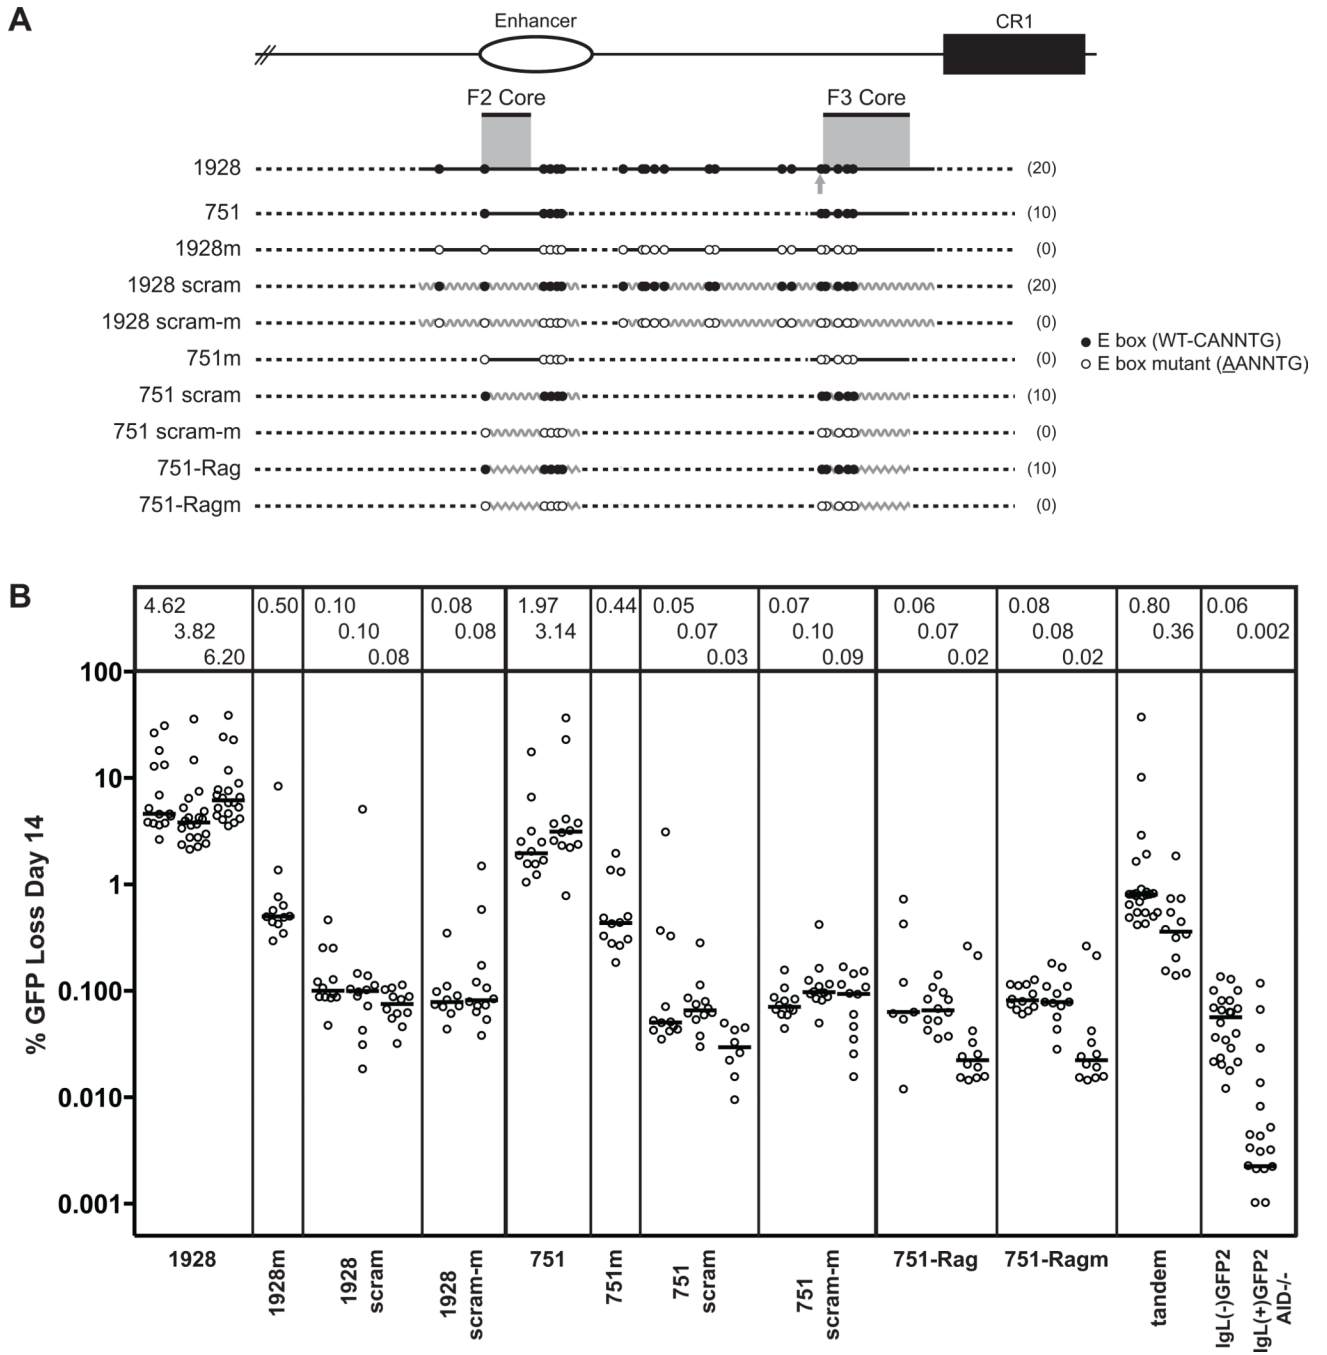 A
Enhancer
CR1
F2 Core
F3 Core
1928
(20)
751
(10)
1928m
(0)
1928 scram
(20)
1928 scram-m
(0)
E box (WT-CANNTG)
751m
(0)
E box mutant (AANNTG)
751 scram
(10)
751 scram-m
(0)
751-Rag
(10)
751-Ragm
(0)
B
4.62 0.50 0.10 0.08 1.97 0.44 0.05 0.07 0.06 0.08 0.80 0.06
3.82 0.10 0.08 3.14 0.07 0.10 0.07 0.08 0.36 0.002
6.20 0.08 0.03 0.09 0.02 0.02
100
10
1
0.100
0.010
0.001
% GFP Loss Day 14
1928
1928m
1928
scram
1928
scram-m
751
751m
751
scram
751
scram-m
751-Rag
751-Ragm
tandem
IgL(-)GFP2
IgL(+)GFP2
AID-/-